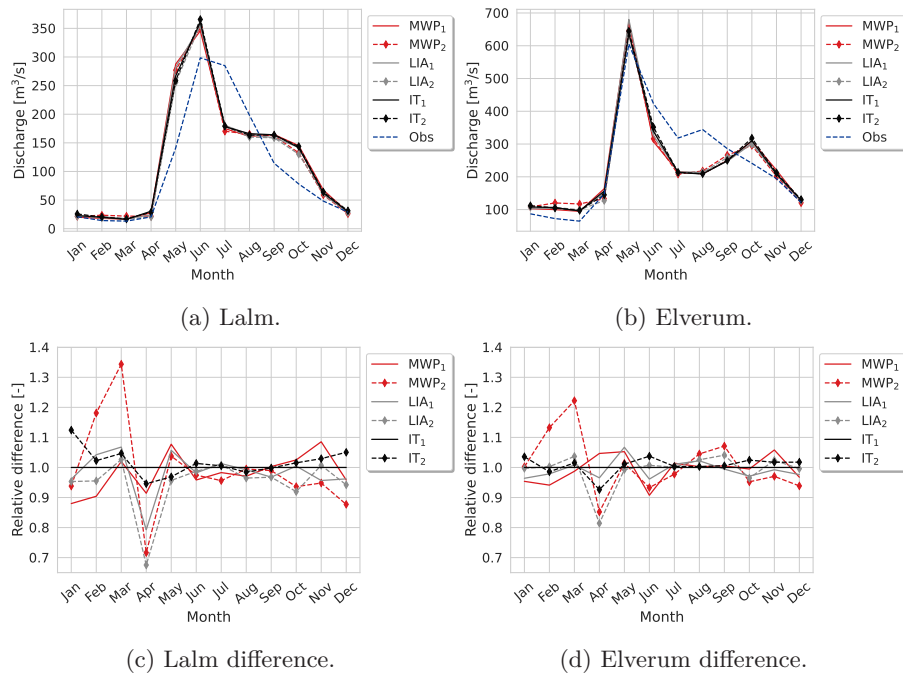 350
300
250
200
150
100
50
0
Discharge [m³/s]
Jan Feb Mar Apr May Jun Jul Aug Sep Oct Nov Dec
Month
MWP₁
MWP₂
LIA₁
LIA₂
IT₁
IT₂
Obs
(a) Lalm.
700
600
500
400
300
200
100
Discharge [m³/s]
Jan Feb Mar Apr May Jun Jul Aug Sep Oct Nov Dec
Month
MWP₁
MWP₂
LIA₁
LIA₂
IT₁
IT₂
Obs
(b) Elverum.
1.4
1.3
1.2
1.1
1.0
0.9
0.8
0.7
Relative difference [-]
Jan Feb Mar Apr May Jun Jul Aug Sep Oct Nov Dec
Month
MWP₁
MWP₂
LIA₁
LIA₂
IT₁
IT₂
(c) Lalm difference.
1.4
1.3
1.2
1.1
1.0
0.9
0.8
0.7
Relative difference [-]
Jan Feb Mar Apr May Jun Jul Aug Sep Oct Nov Dec
Month
MWP₁
MWP₂
LIA₁
LIA₂
IT₁
IT₂
(d) Elverum difference.